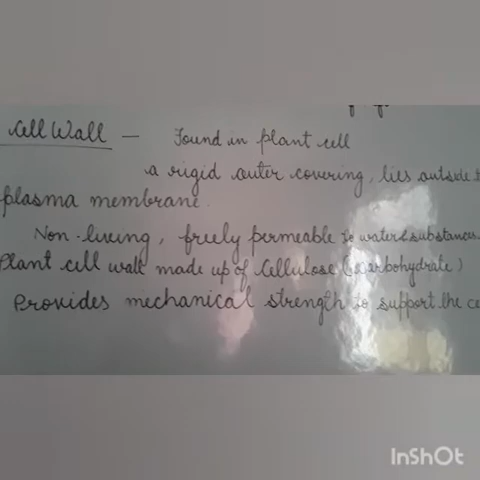 Cell Wall — Found in plant cell
a rigid outer covering, lies outside
plasma membrane.
Non-living, freely permeable to water & substances.
Plant cell wall made up of Cellulose (carbohydrate)
Provides mechanical strength to support the ce
InShOt